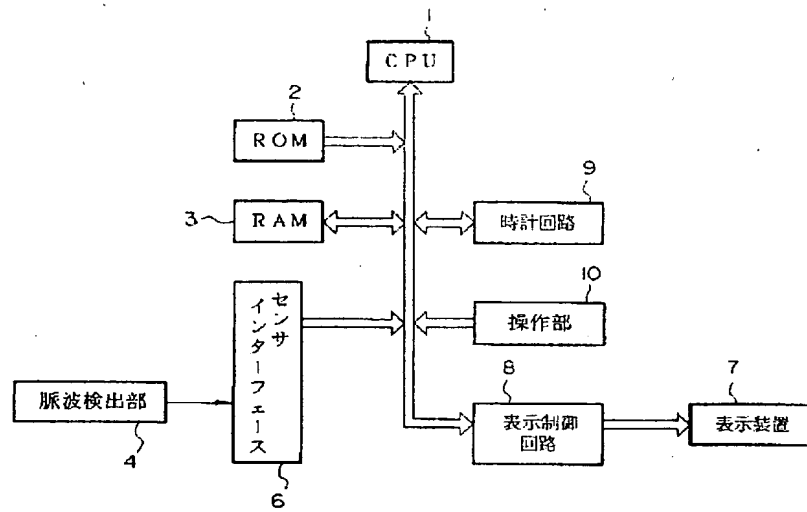 1
CPU
2
ROM
3
RAM
9
時計回路
センサ
インターフェース
10
操作部
8
表示制御
回路
7
表示装置
脈波検出部
4
6